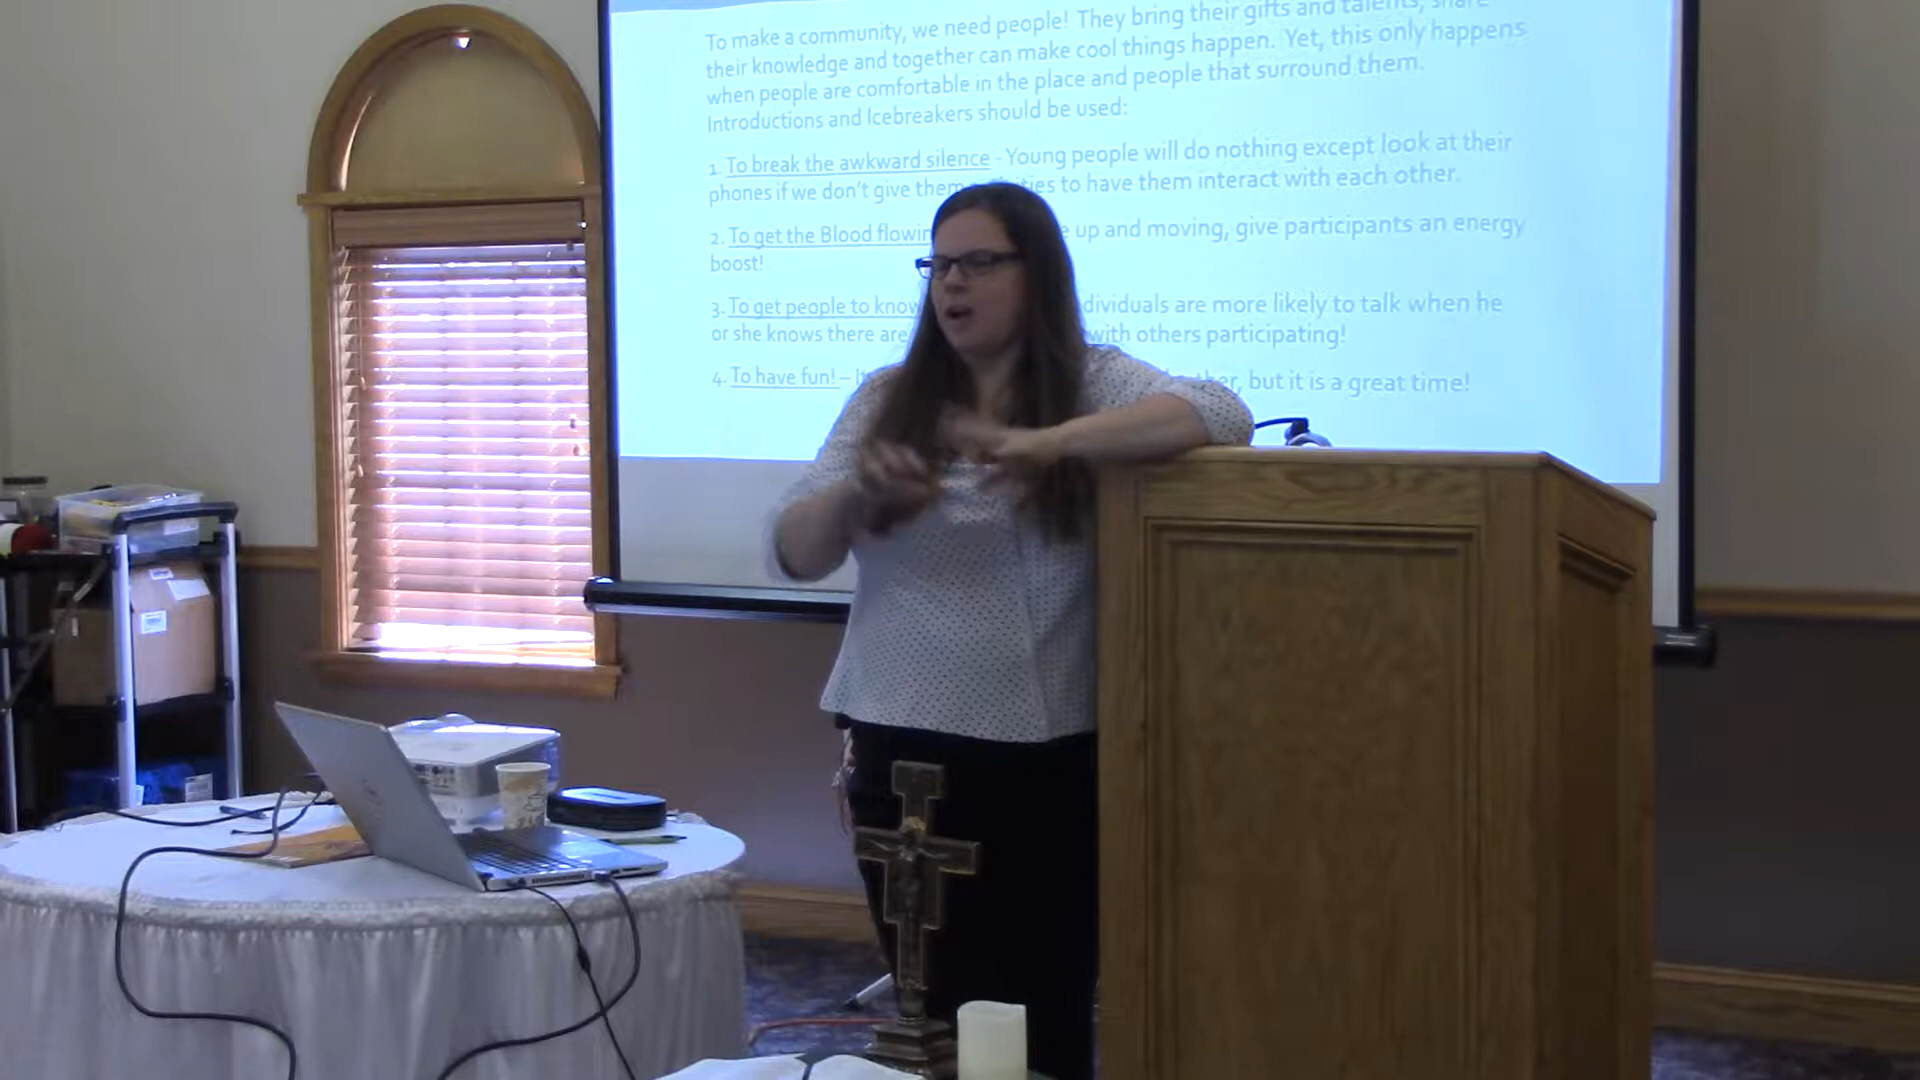 To make a community, we need people! They bring their gifts and talents, share
their knowledge and together can make cool things happen. Yet, this only happens
when people are comfortable in the place and people that surround them.
Introductions and Icebreakers should be used:
1. To break the awkward silence - Young people will do nothing except look at their
phones if we don't give them to have them interact with each other.
2. To get the Blood flowing up and moving, give participants an energy
boost!
3. To get people to know are more likely to talk when he
or she knows there are with others participating!
4. To have fun! – but it is a great time!